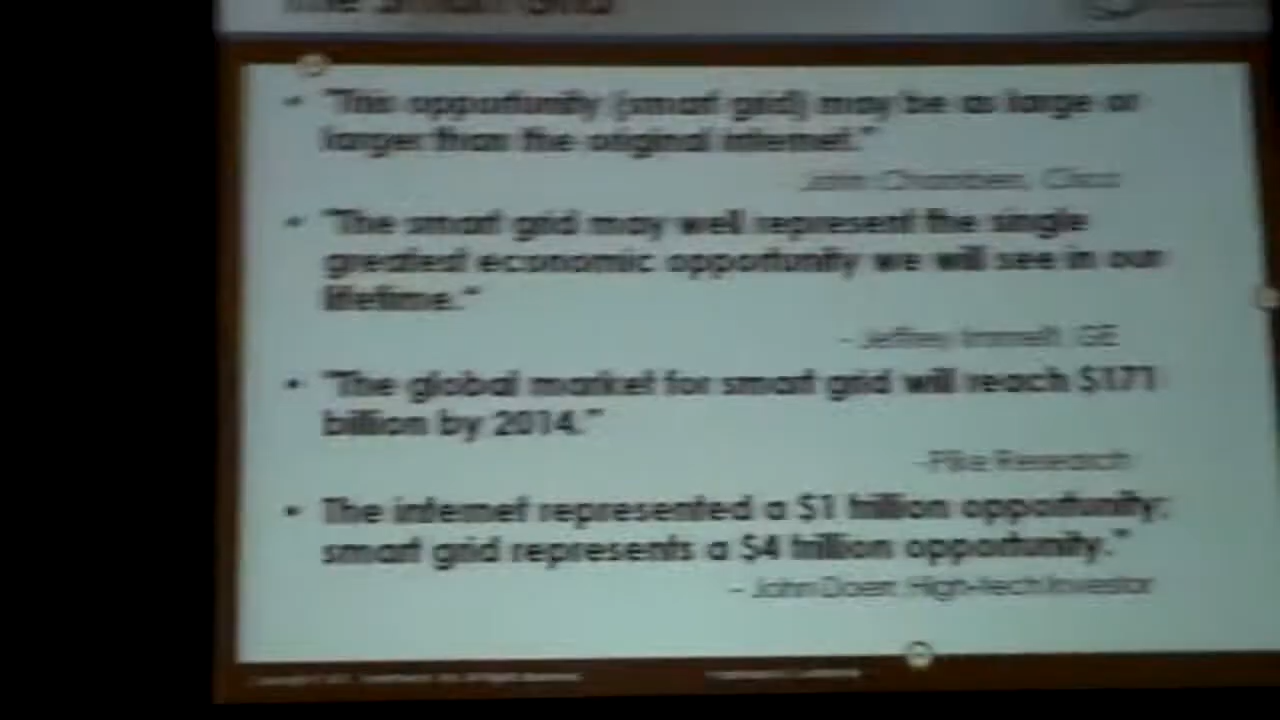 The Smart Grid
• "This opportunity (smart grid) may be as large or
larger than the original internet."
- John Chambers, Cisco
• "The smart grid may well represent the single
greatest economic opportunity we will see in our
lifetime."
- Jeffrey Immelt, GE
• "The global market for smart grid will reach $171
billion by 2014."
-Pike Research
• The internet represented a $1 trillion opportunity;
smart grid represents a $4 trillion opportunity."
- John Doerr, High-tech Investor